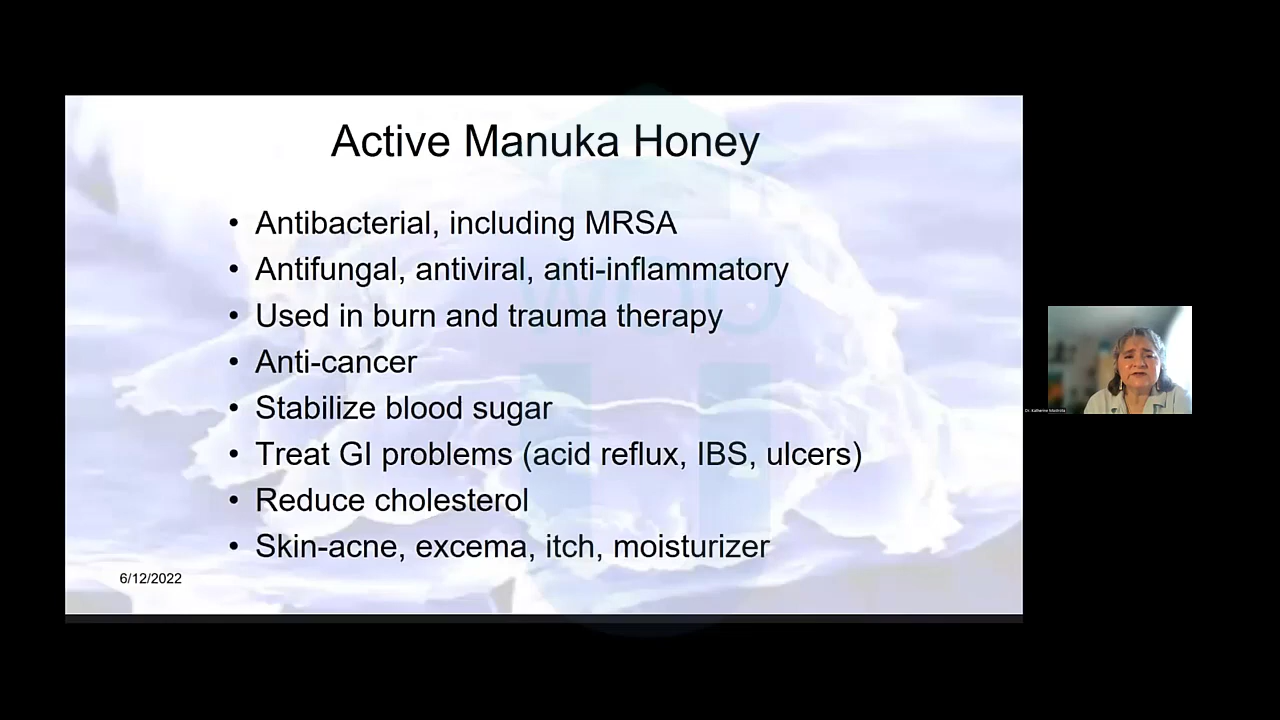 Active Manuka Honey
• Antibacterial, including MRSA
• Antifungal, antiviral, anti-inflammatory
• Used in burn and trauma therapy
• Anti-cancer
• Stabilize blood sugar
• Treat GI problems (acid reflux, IBS, ulcers)
• Reduce cholesterol
• Skin-acne, excema, itch, moisturizer
6/12/2022
Dr. Katherine